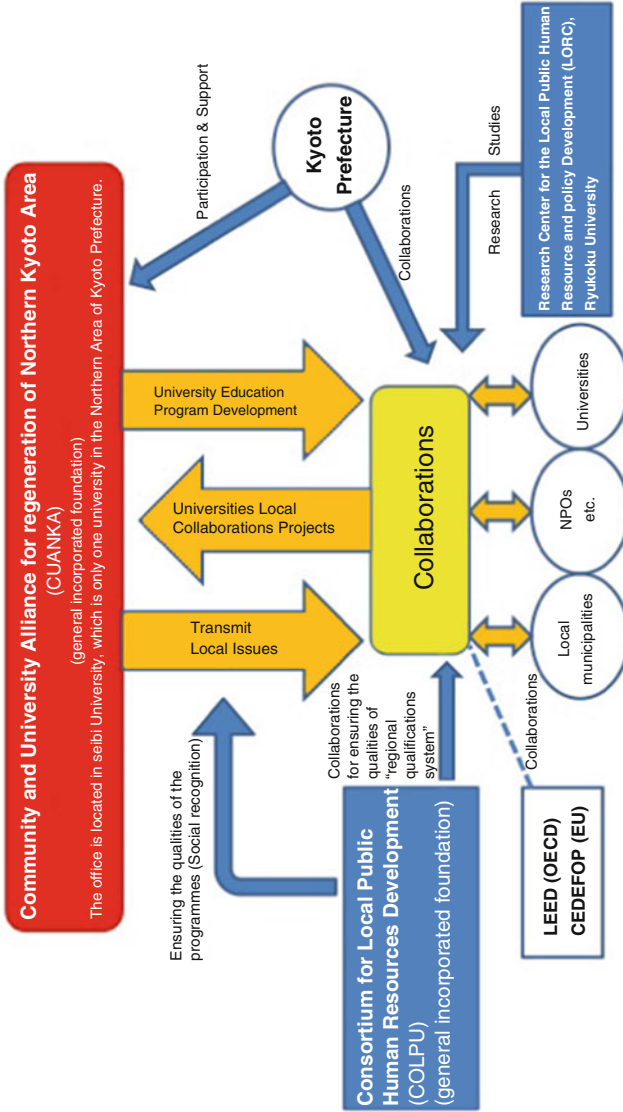 Community and University Alliance for regeneration of Northern Kyoto Area
(CUANKA)
(general incorporated foundation)
The office is located in seibi University, which is only one university in the Northern Area of Kyoto Prefecture.
Ensuring the qualities of the
programmes (Social recognition)
Transmit
Local Issues
Universities Local
Collaborations Projects
University Education
Program Development
Participation & Support
Kyoto
Prefecture
Collaborations
Consortium for Local Public
Human Resources Development
(COLPU)
(general incorporated foundation)
Collaborations
for ensuring the
qualities of
“regional
qualifications
system”
Collaborations
Research
Studies
Research Center for the Local Public Human
Resource and policy Development (LORC),
Ryukoku University
LEED (OECD)
CEDEFOP (EU)
Collaborations
Local
municipalities
NPOs
etc.
Universities